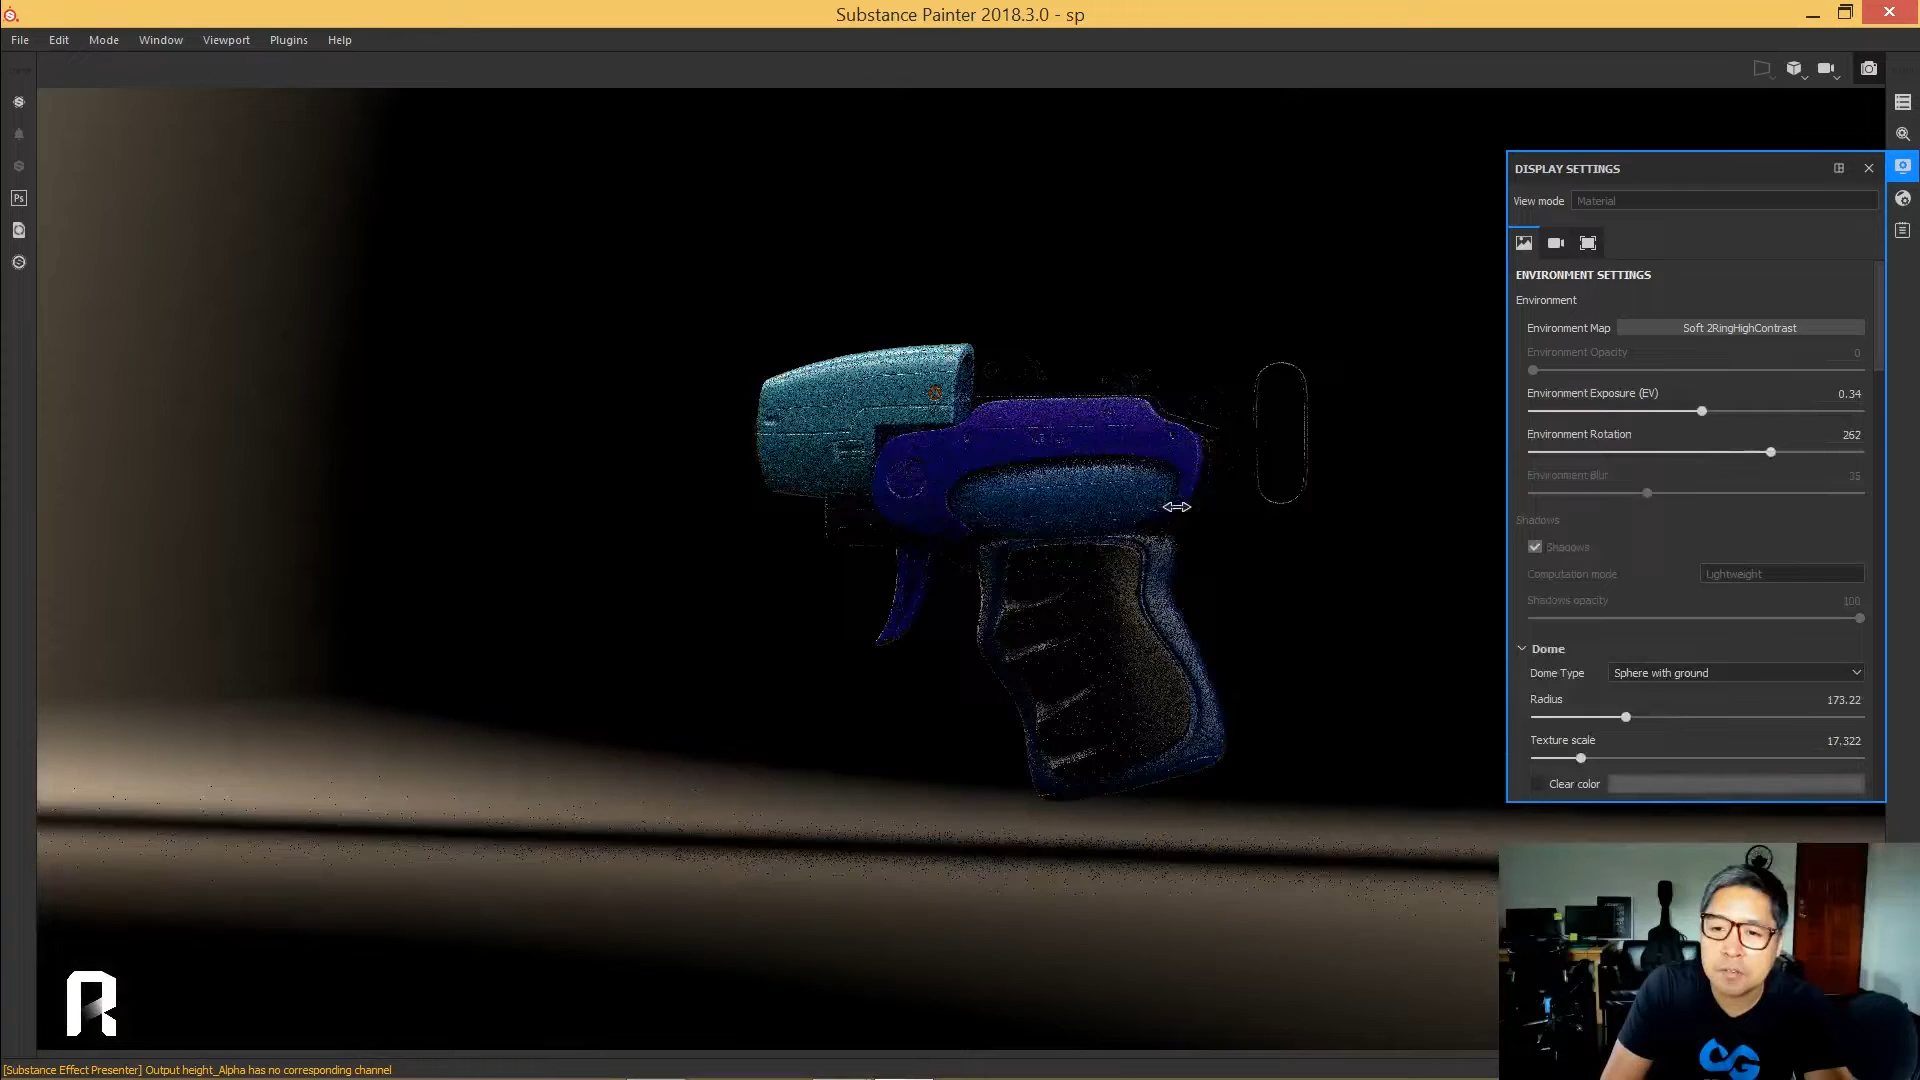 Substance Painter 2018.3.0 - sp
File Edit Mode Window Viewport Plugins Help
Ps
DISPLAY SETTINGS
View mode Material
ENVIRONMENT SETTINGS
Environment
Environment Map Soft 2RingHighContrast
Environment Opacity 0
Environment Exposure (EV) 0.34
Environment Rotation 262
Environment Blur 35
Shadows
Shadows
Computation mode Lightweight
Shadows opacity 100
Dome
Dome Type Sphere with ground
Radius 173.22
Texture scale 17.322
Clear color
R
[Substance Effect Presenter] Output height_Alpha has no corresponding channel
CG